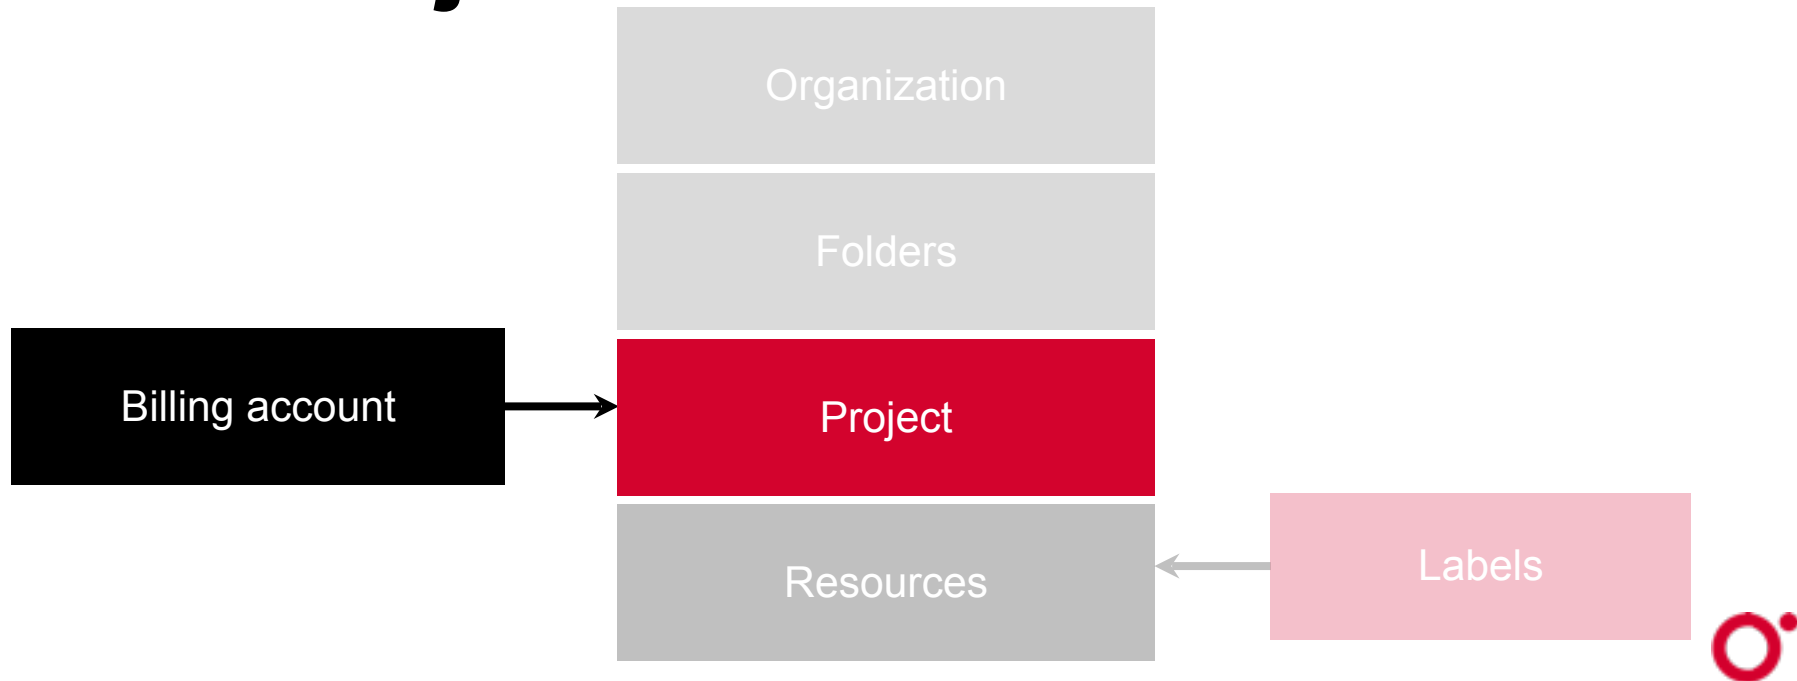 Organization
Folders
Billing account
Project
Resources
Labels